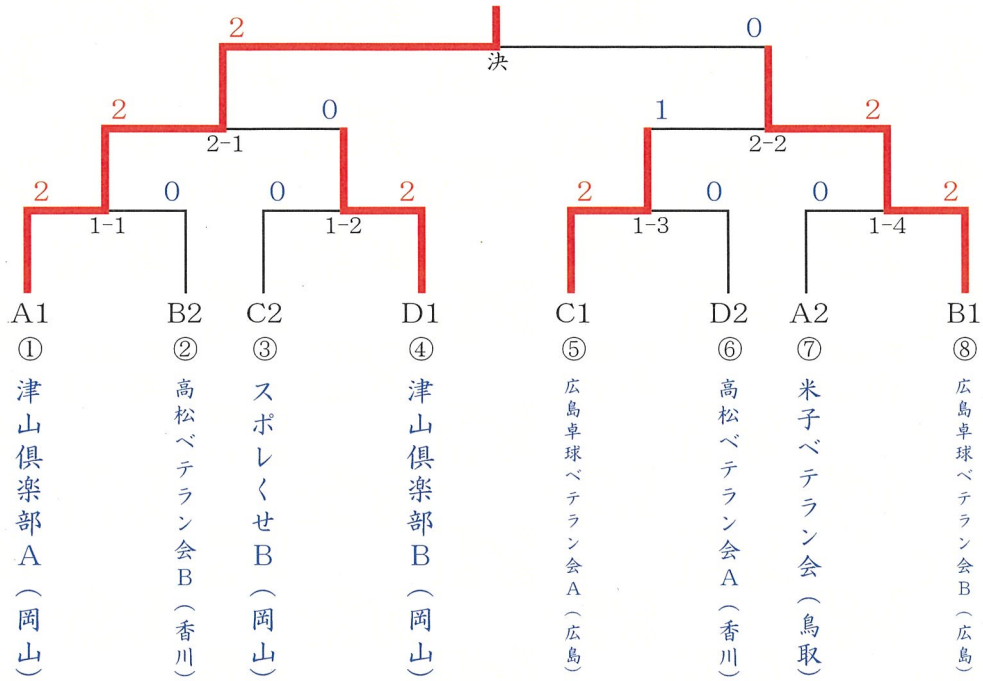 2 0
決
2 0 1 2
2-1 2-2
2 0 0 2 2 0 0 2
1-1 1-2 1-3 1-4
A1 B2 C2 D1 C1 D2 A2 B1
① ② ③ ④ ⑤ ⑥ ⑦ ⑧
津山倶楽部A(岡山)
高松ベテラン会B(香川)
スポレくせB(岡山)
津山倶楽部B(岡山)
広島卓球ベテラン会A(広島)
高松ベテラン会A(香川)
米子ベテラン会(鳥取)
広島卓球ベテラン会B(広島)